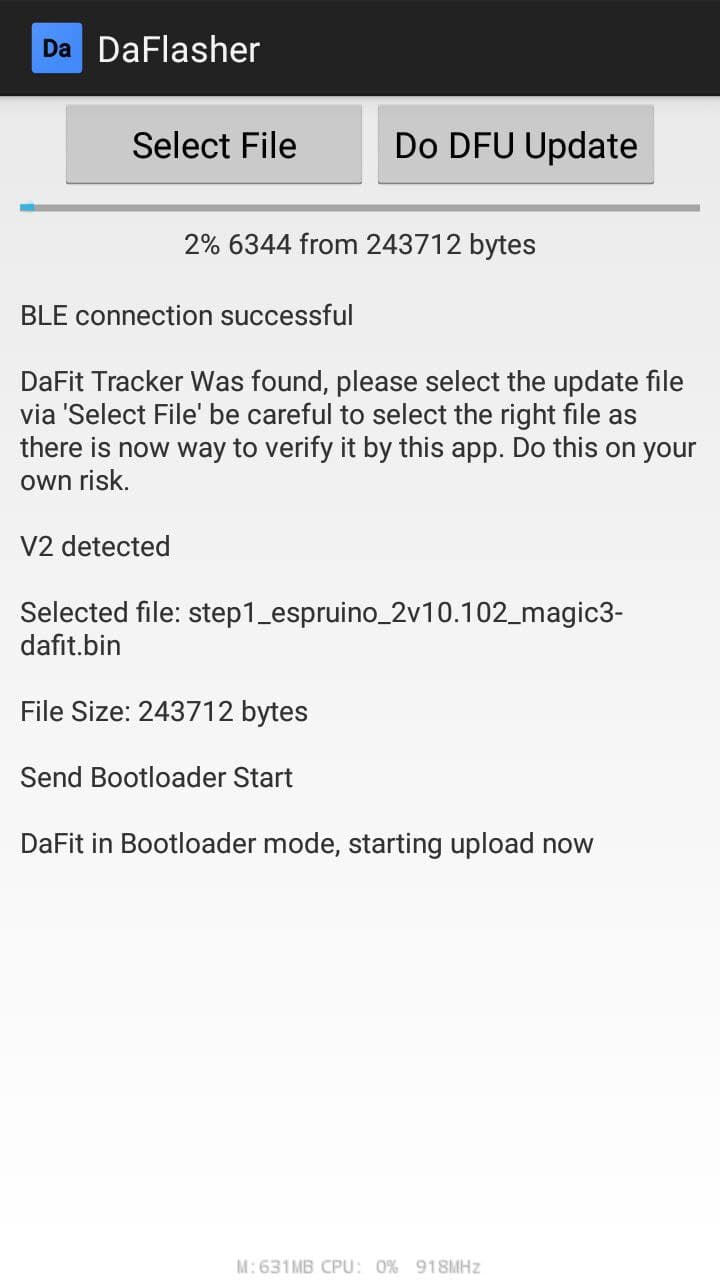 Da DaFlasher
Select File Do DFU Update
2% 6344 from 243712 bytes
BLE connection successful
DaFit Tracker Was found, please select the update file
via 'Select File' be careful to select the right file as
there is now way to verify it by this app. Do this on your
own risk.
V2 detected
Selected file: step1_espruino_2v10.102_magic3-
dafit.bin
File Size: 243712 bytes
Send Bootloader Start
DaFit in Bootloader mode, starting upload now
M:631MB CPU: 0% 918MHz